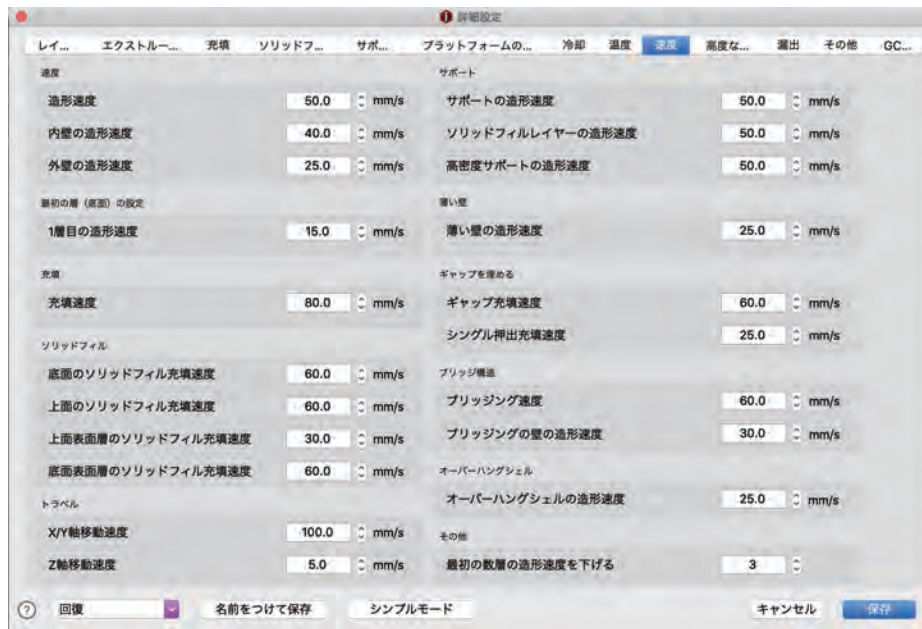 詳細設定
レイ... エクストルー... 充填 ソリッドフ... サポ... プラットフォームの... 冷却 温度 速度 高度な... 漏出 その他 GC...
速度
造形速度 50.0 mm/s
内壁の造形速度 40.0 mm/s
外壁の造形速度 25.0 mm/s
最初の層（底面）の設定
1層目の造形速度 15.0 mm/s
充填
充填速度 80.0 mm/s
ソリッドフィル
底面のソリッドフィル充填速度 60.0 mm/s
上面のソリッドフィル充填速度 60.0 mm/s
上面表面層のソリッドフィル充填速度 30.0 mm/s
底面表面層のソリッドフィル充填速度 60.0 mm/s
トラベル
X/Y軸移動速度 100.0 mm/s
Z軸移動速度 5.0 mm/s
サポート
サポートの造形速度 50.0 mm/s
ソリッドフィルレイヤーの造形速度 50.0 mm/s
高密度サポートの造形速度 50.0 mm/s
薄い壁
薄い壁の造形速度 25.0 mm/s
ギャップを埋める
ギャップ充填速度 60.0 mm/s
シングル押出充填速度 25.0 mm/s
ブリッジ構造
ブリッジング速度 60.0 mm/s
ブリッジングの壁の造形速度 30.0 mm/s
オーバーハングシェル
オーバーハングシェルの造形速度 25.0 mm/s
その他
最初の数層の造形速度を下げる 3
? 回復 名前をつけて保存 シンプルモード キャンセル 保存